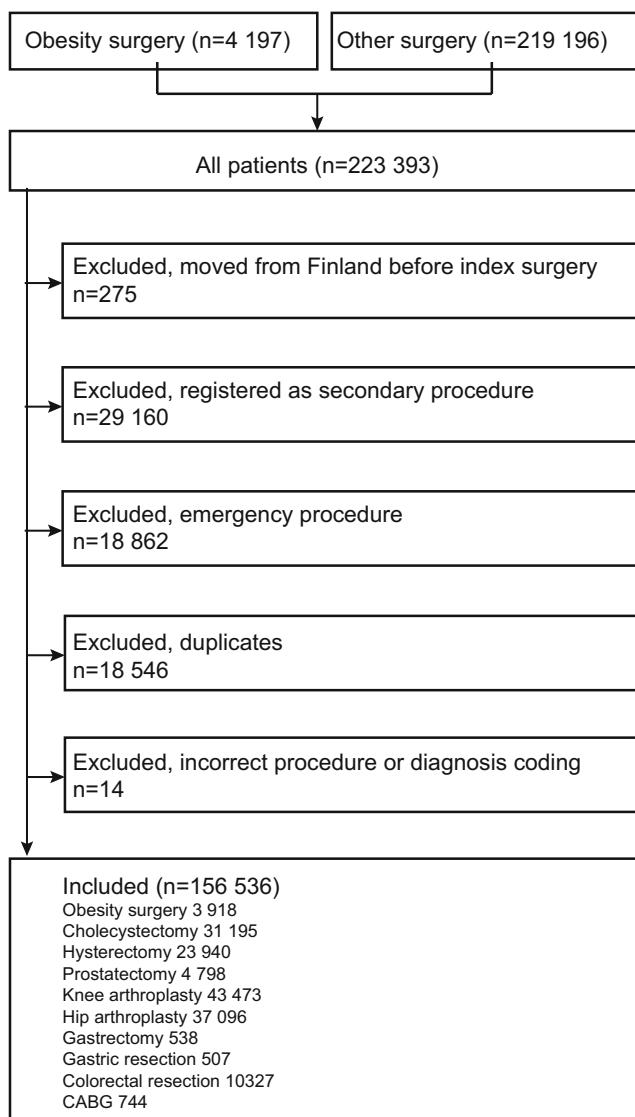 Obesity surgery (n=4 197)
Other surgery (n=219 196)
All patients (n=223 393)
Excluded, moved from Finland before index surgery
n=275
Excluded, registered as secondary procedure
n=29 160
Excluded, emergency procedure
n=18 862
Excluded, duplicates
n=18 546
Excluded, incorrect procedure or diagnosis coding
n=14
Included (n=156 536)
Obesity surgery 3 918
Cholecystectomy 31 195
Hysterectomy 23 940
Prostatectomy 4 798
Knee arthroplasty 43 473
Hip arthroplasty 37 096
Gastrectomy 538
Gastric resection 507
Colorectal resection 10327
CABG 744